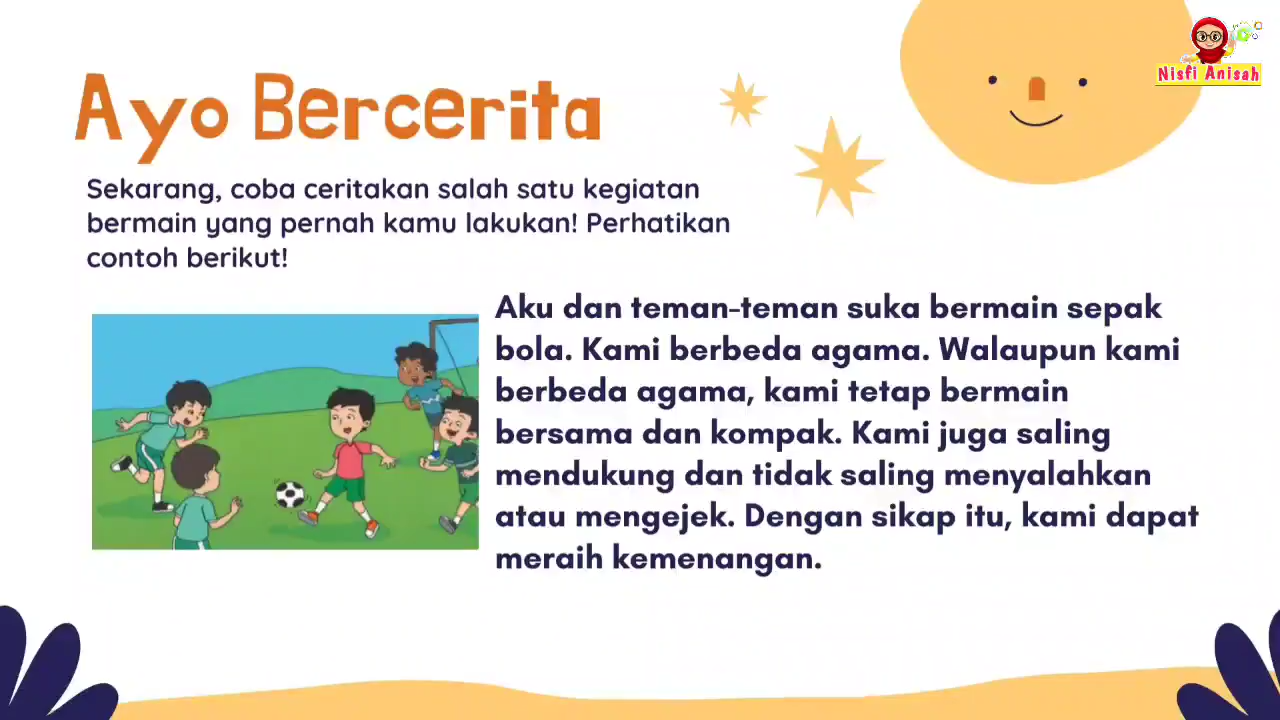 Nisfi Anisah
Ayo Bercerita
Sekarang, coba ceritakan salah satu kegiatan
bermain yang pernah kamu lakukan! Perhatikan
contoh berikut!
Aku dan teman-teman suka bermain sepak
bola. Kami berbeda agama. Walaupun kami
berbeda agama, kami tetap bermain
bersama dan kompak. Kami juga saling
mendukung dan tidak saling menyalahkan
atau mengejek. Dengan sikap itu, kami dapat
meraih kemenangan.